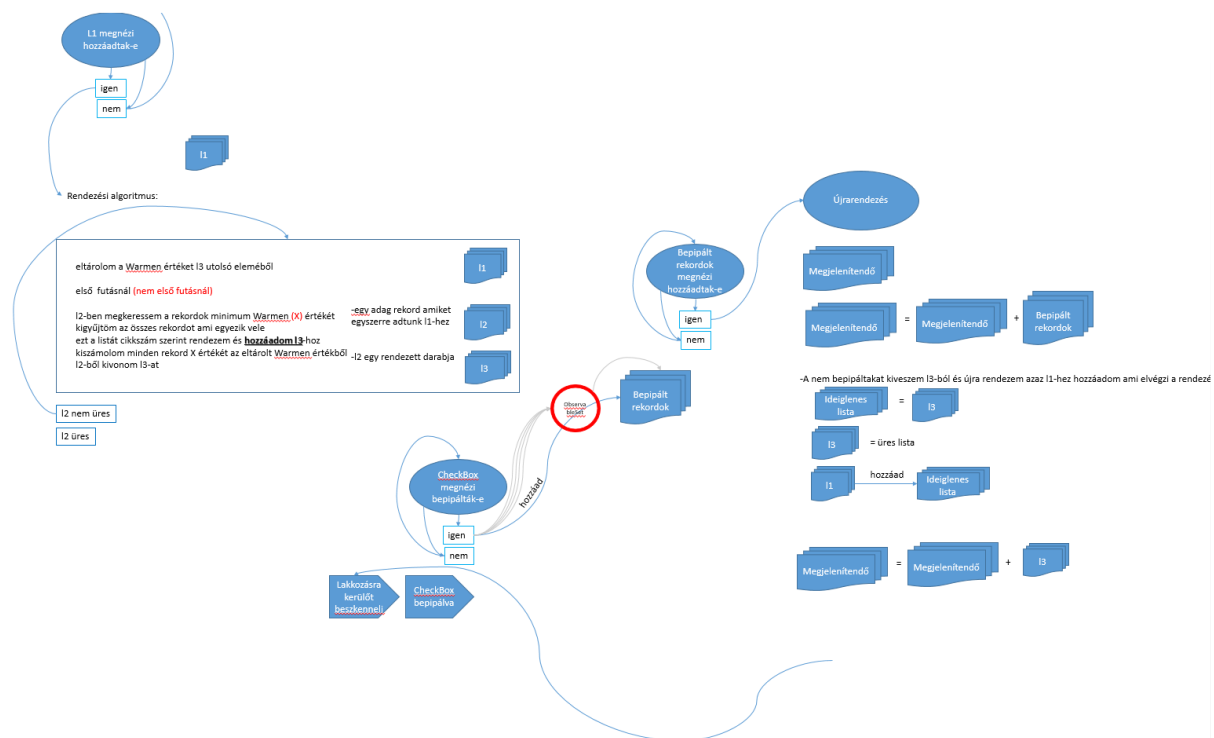 L1 megnézi
hozzáadtak-e
igen
nem
l1
Rendezési algoritmus:
eltárolom a Warmen értéket l3 utolsó eleméből
első futásnál (nem első futásnál)
l2-ben megkeressem a rekordok minimum Warmen (X) értékét
kigyűjtöm az összes rekordot ami egyezik vele
ezt a listát cikkszám szerint rendezem és hozzáadom l3-hoz
kiszámolom minden rekord X értékét az eltárolt Warmen értékből
l2-ből kivonom l3-at
-egy adag rekord amiket
egyszerre adtunk l1-hez
-l2 egy rendezett darabja
l1
l2
l3
l2 nem üres
l2 üres
CheckBox
megnézi
bepipálták-e
igen
nem
Lakkozásra
kerülőt
beszkenneli
CheckBox
bepipálva
hozzáad
Observa
bleSet
Bepipált
rekordok
Bepipált
rekordok
megnézi
hozzáadtak-e
igen
nem
Újrarendezés
Megjelenítendő
Megjelenítendő = Megjelenítendő + Bepipált
rekordok
-A nem bepipáltakat kiveszem l3-ból és újra rendezem azaz l1-hez hozzáadom ami elvégzi a rendezé
Ideiglenes
lista
= l3
l3 = üres lista
l1 hozzáad Ideiglenes
lista
Megjelenítendő = Megjelenítendő + l3